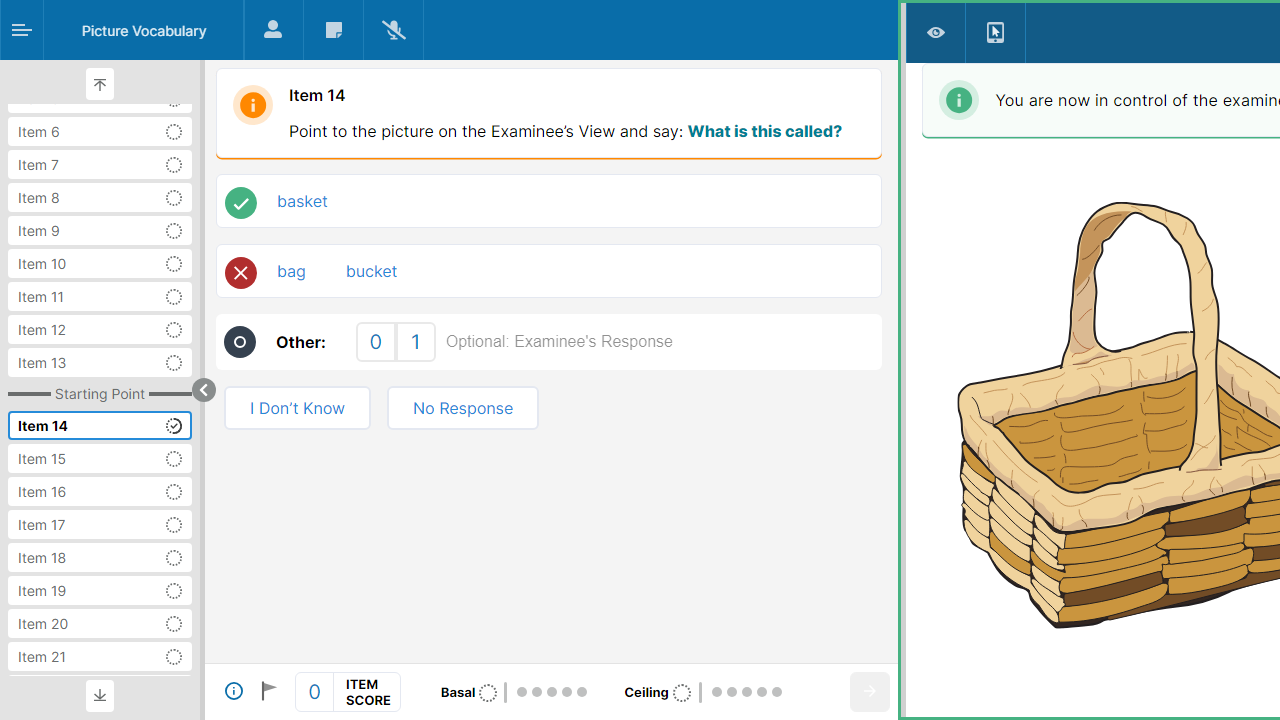 Picture Vocabulary
Item 6
Item 7
Item 8
Item 9
Item 10
Item 11
Item 12
Item 13
Starting Point
Item 14
Item 15
Item 16
Item 17
Item 18
Item 19
Item 20
Item 21
Item 14
Point to the picture on the Examinee's View and say: What is this called?
basket
bag bucket
Other: 0 1 Optional: Examinee's Response
I Don't Know No Response
0 ITEM SCORE Basal Ceiling
You are now in control of the